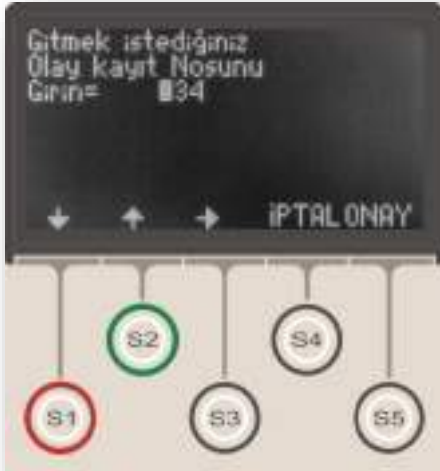 Gitmek istediğiniz
Olay kayıt Nosunu
Girin= 034
↓ ↑ → İPTAL ONAY
S2 S4
S1 S3 S5